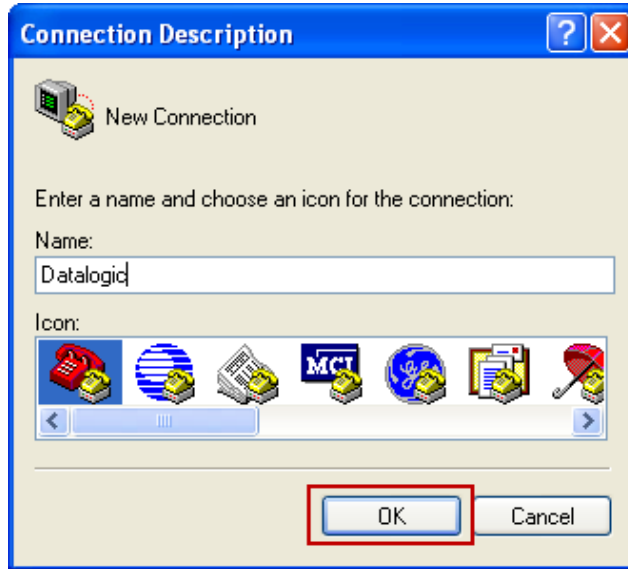 Connection Description
New Connection
Enter a name and choose an icon for the connection:
Name:
Datalogic
Icon:
MCI
OK Cancel